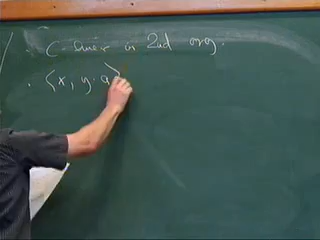 · C-linear in 2nd arg.
· ⟨x, y·a⟩